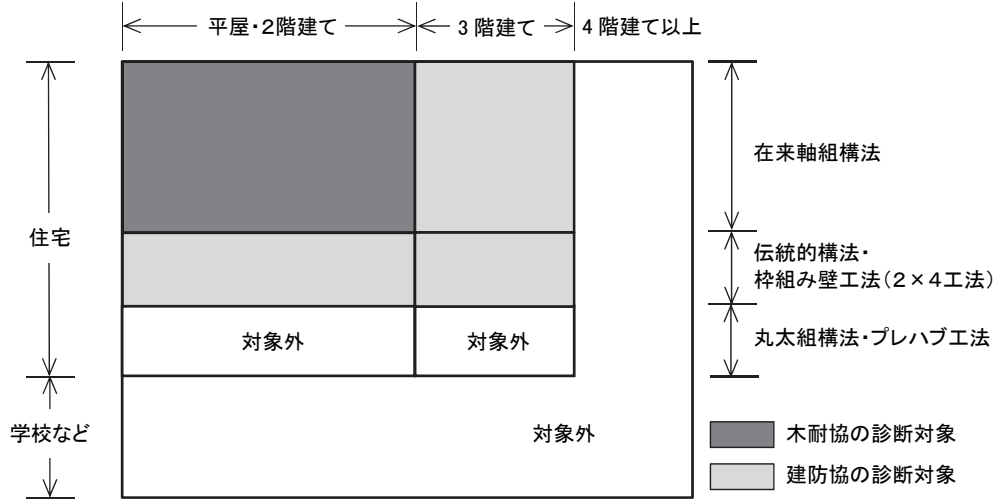 平屋・2階建て
3階建て
4階建て以上
在来軸組構法
住宅
伝統的構法・
枠組み壁工法(2×4工法)
対象外
対象外
丸太組構法・プレハブ工法
学校など
対象外
木耐協の診断対象
建防協の診断対象